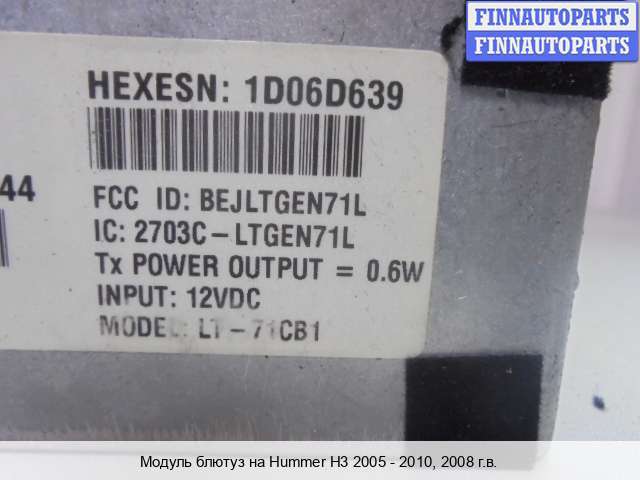 FINNAUTOPARTS
FINNAUTOPARTS
HEXESN: 1D06D639
44
FCC ID: BEJLTGEN71L
IC: 2703C-LTGEN71L
Tx POWER OUTPUT = 0.6W
INPUT: 12VDC
MODEL: LT-71CB1
Модуль блютуз на Hummer H3 2005 - 2010, 2008 г.в.